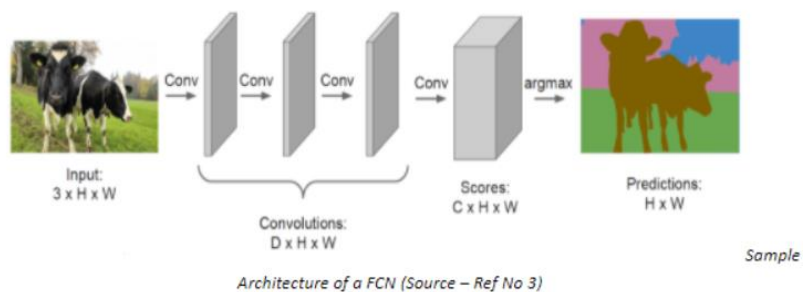 Conv
Conv
Conv
Conv
argmax
Input:
3 x H x W
Convolutions:
D x H x W
Scores:
C x H x W
Predictions:
H x W
Sample
Architecture of a FCN (Source – Ref No 3)